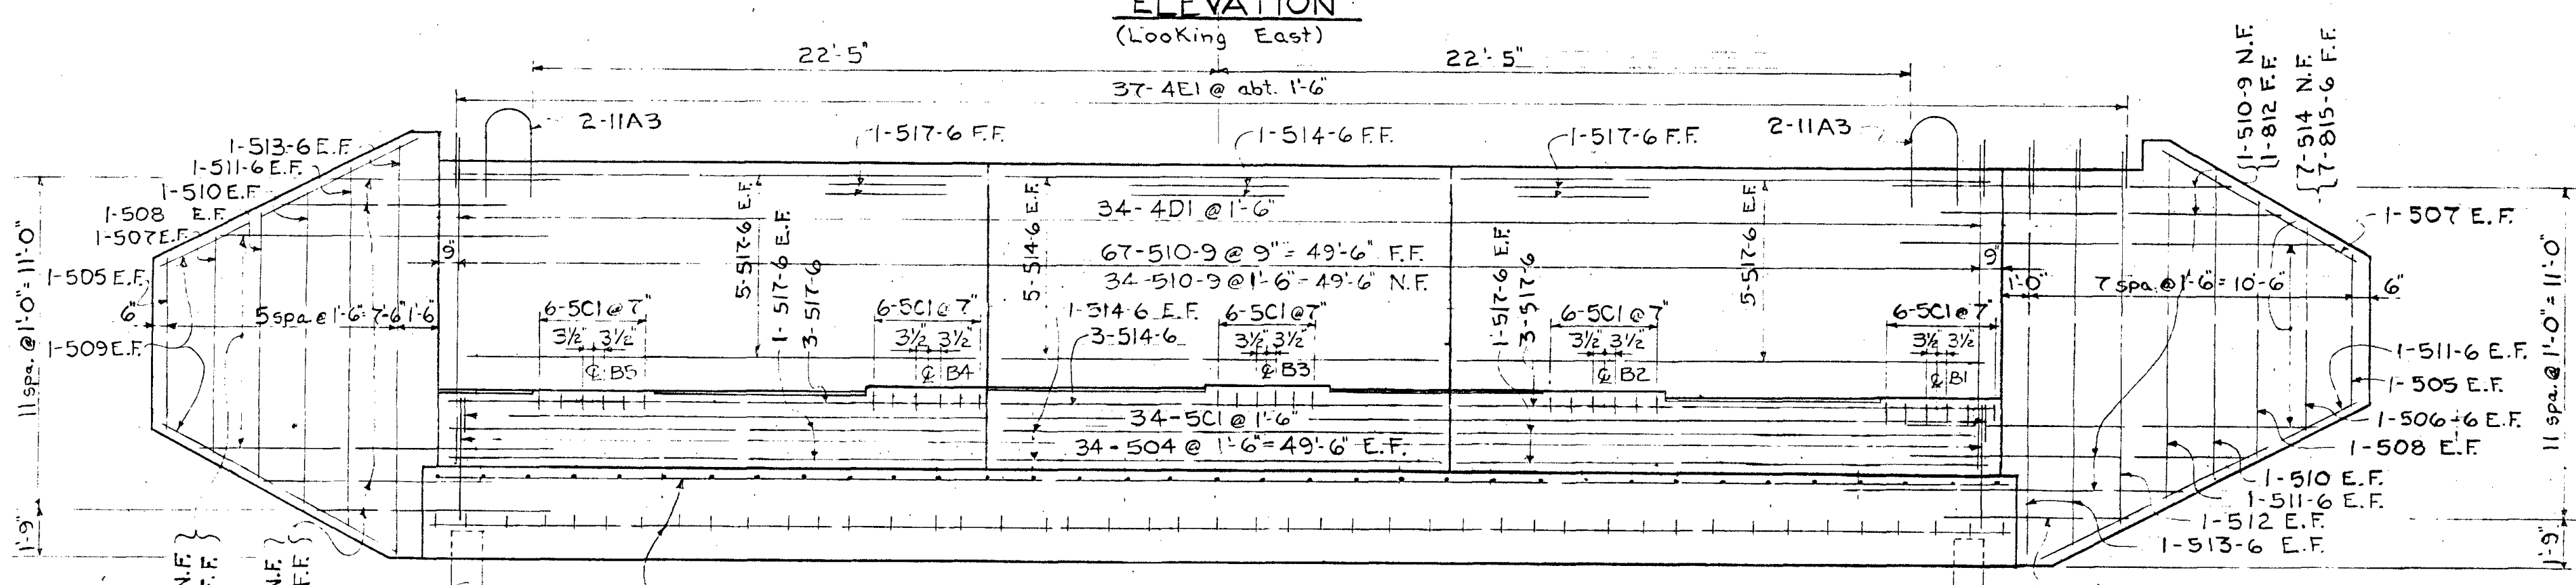 ELEVATION
(Looking East)
22'-5"
22'-5"
37-4E1 @ abt. 1'-6"
2-11A3
1-517-6 F.F.
1-514-6 F.F.
1-517-6 F.F.
2-11A3
1-510-9 N.F.
1-812 F.F.
7-514 N.F.
7-815-6 F.F.
1-513-6 E.F.
1-511-6 E.F.
1-510 E.F.
1-508 E.F.
1-507 E.F.
1-505 E.F.
6"
5 spa @ 1'-6" = 7'-6"
1'-6"
1-509 E.F.
11 spa. @ 1'-0" = 11'-0"
1'-9"
9"
5-517-6 E.F.
1-517-6 E.F.
3-517-6
5-514-6 E.F.
34-4D1 @ 1'-6"
67-510-9 @ 9" = 49'-6" F.F.
34-510-9 @ 1'-6" = 49'-6" N.F.
1-514-6 E.F.
3-514-6
1-517-6 E.F.
3-517-6
5-517-6 E.F.
6-5C1 @ 7"
3½" 3½"
℄ B5
6-5C1 @ 7"
3½" 3½"
℄ B4
6-5C1 @ 7"
3½" 3½"
℄ B3
6-5C1 @ 7"
3½" 3½"
℄ B2
6-5C1 @ 7"
3½" 3½"
℄ B1
34-5C1 @ 1'-6"
34-504 @ 1'-6" = 49'-6" E.F.
9"
1'-0"
7 spa. @ 1'-6" = 10'-6"
6"
1-507 E.F.
1-511-6 E.F.
1-505 E.F.
1-506-6 E.F.
1-508 E.F.
1-510 E.F.
1-511-6 E.F.
1-512 E.F.
1-513-6 E.F.
11 spa. @ 1'-0" = 11'-0"
1'-9"
N.F.
F.F.
N.F.
F.F.